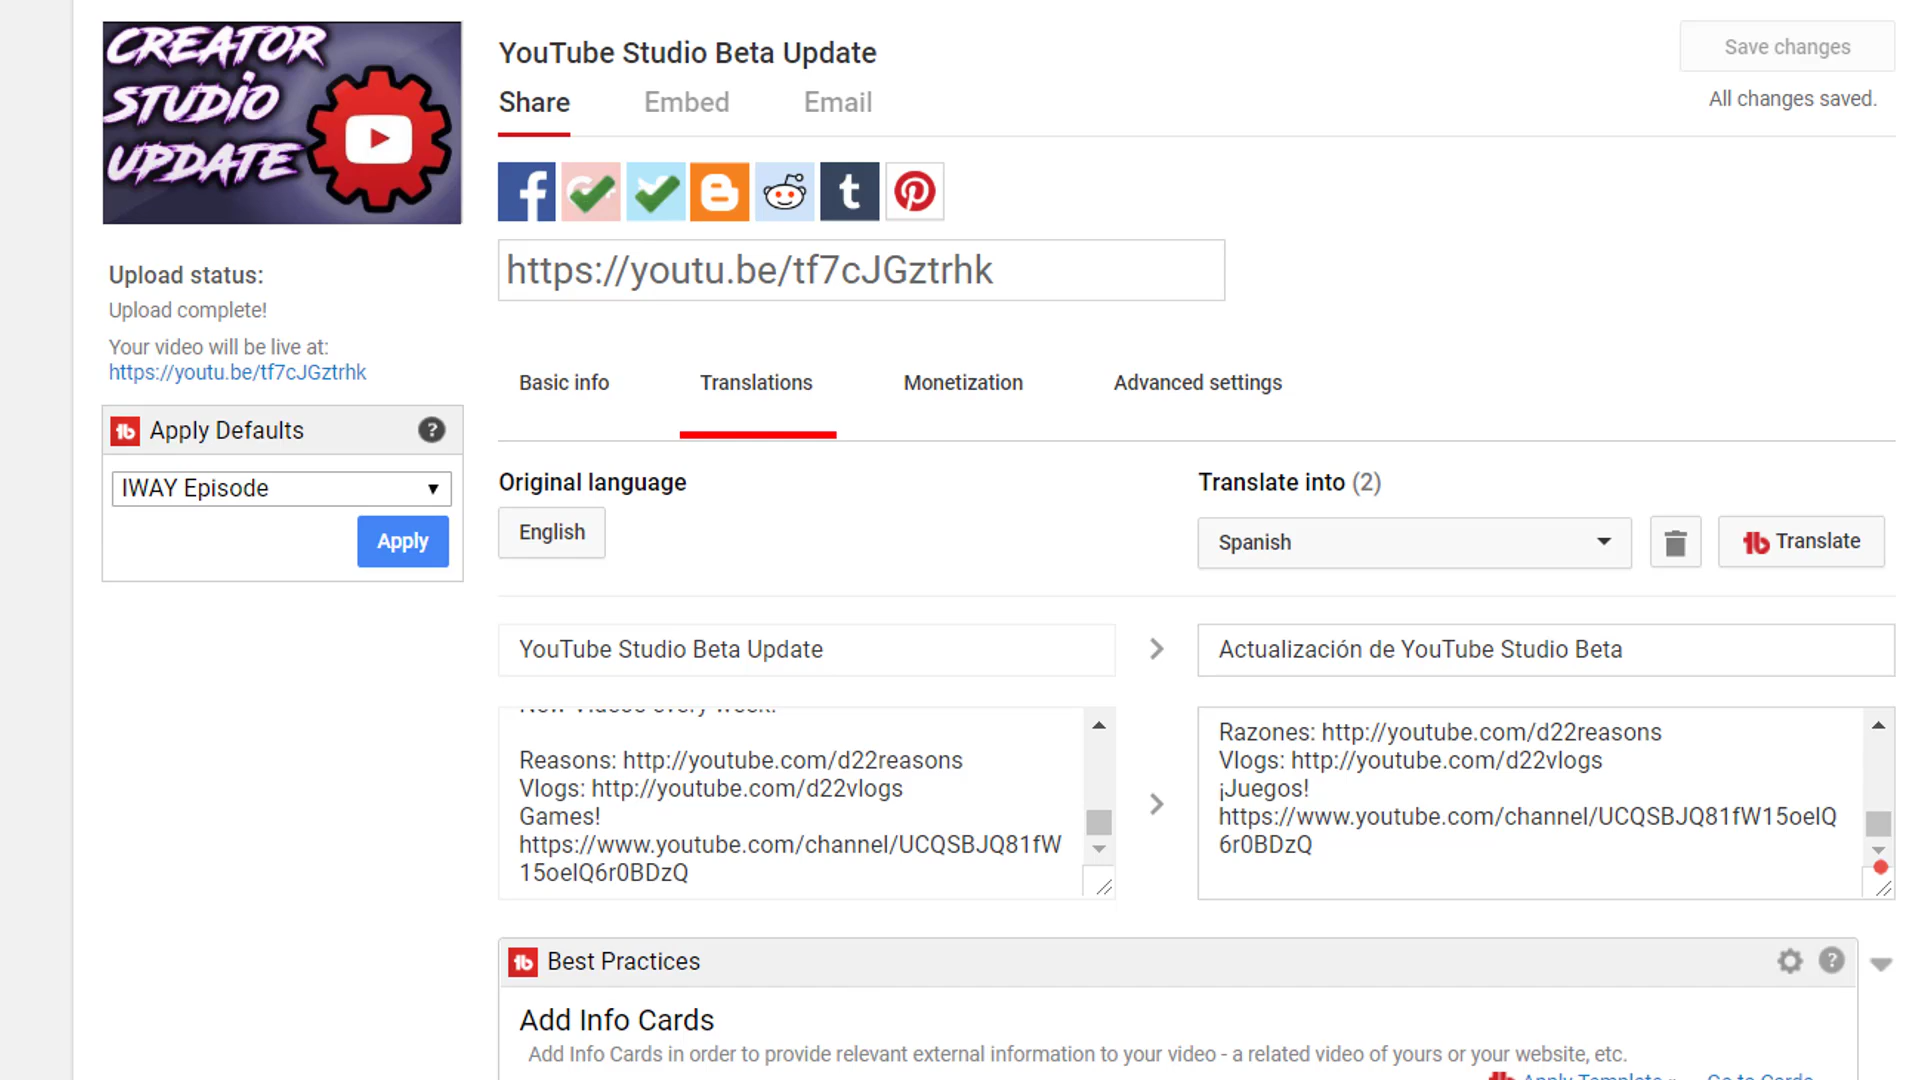 CREATOR
STUDIO
UPDATE
YouTube Studio Beta Update
Save changes
All changes saved.
Share
Embed
Email
https://youtu.be/tf7cJGztrhk
Upload status:
Upload complete!
Your video will be live at:
https://youtu.be/tf7cJGztrhk
Apply Defaults
IWAY Episode
Apply
Basic info
Translations
Monetization
Advanced settings
Original language
English
Translate into (2)
Spanish
Translate
YouTube Studio Beta Update
Actualización de YouTube Studio Beta
New Videos every week!
Reasons: http://youtube.com/d22reasons
Vlogs: http://youtube.com/d22vlogs
Games!
https://www.youtube.com/channel/UCQSBJQ81fW
15oelQ6r0BDzQ
Razones: http://youtube.com/d22reasons
Vlogs: http://youtube.com/d22vlogs
¡Juegos!
https://www.youtube.com/channel/UCQSBJQ81fW15oelQ
6r0BDzQ
Best Practices
Add Info Cards
Add Info Cards in order to provide relevant external information to your video - a related video of yours or your website, etc.
Apply Template
Go to Cards